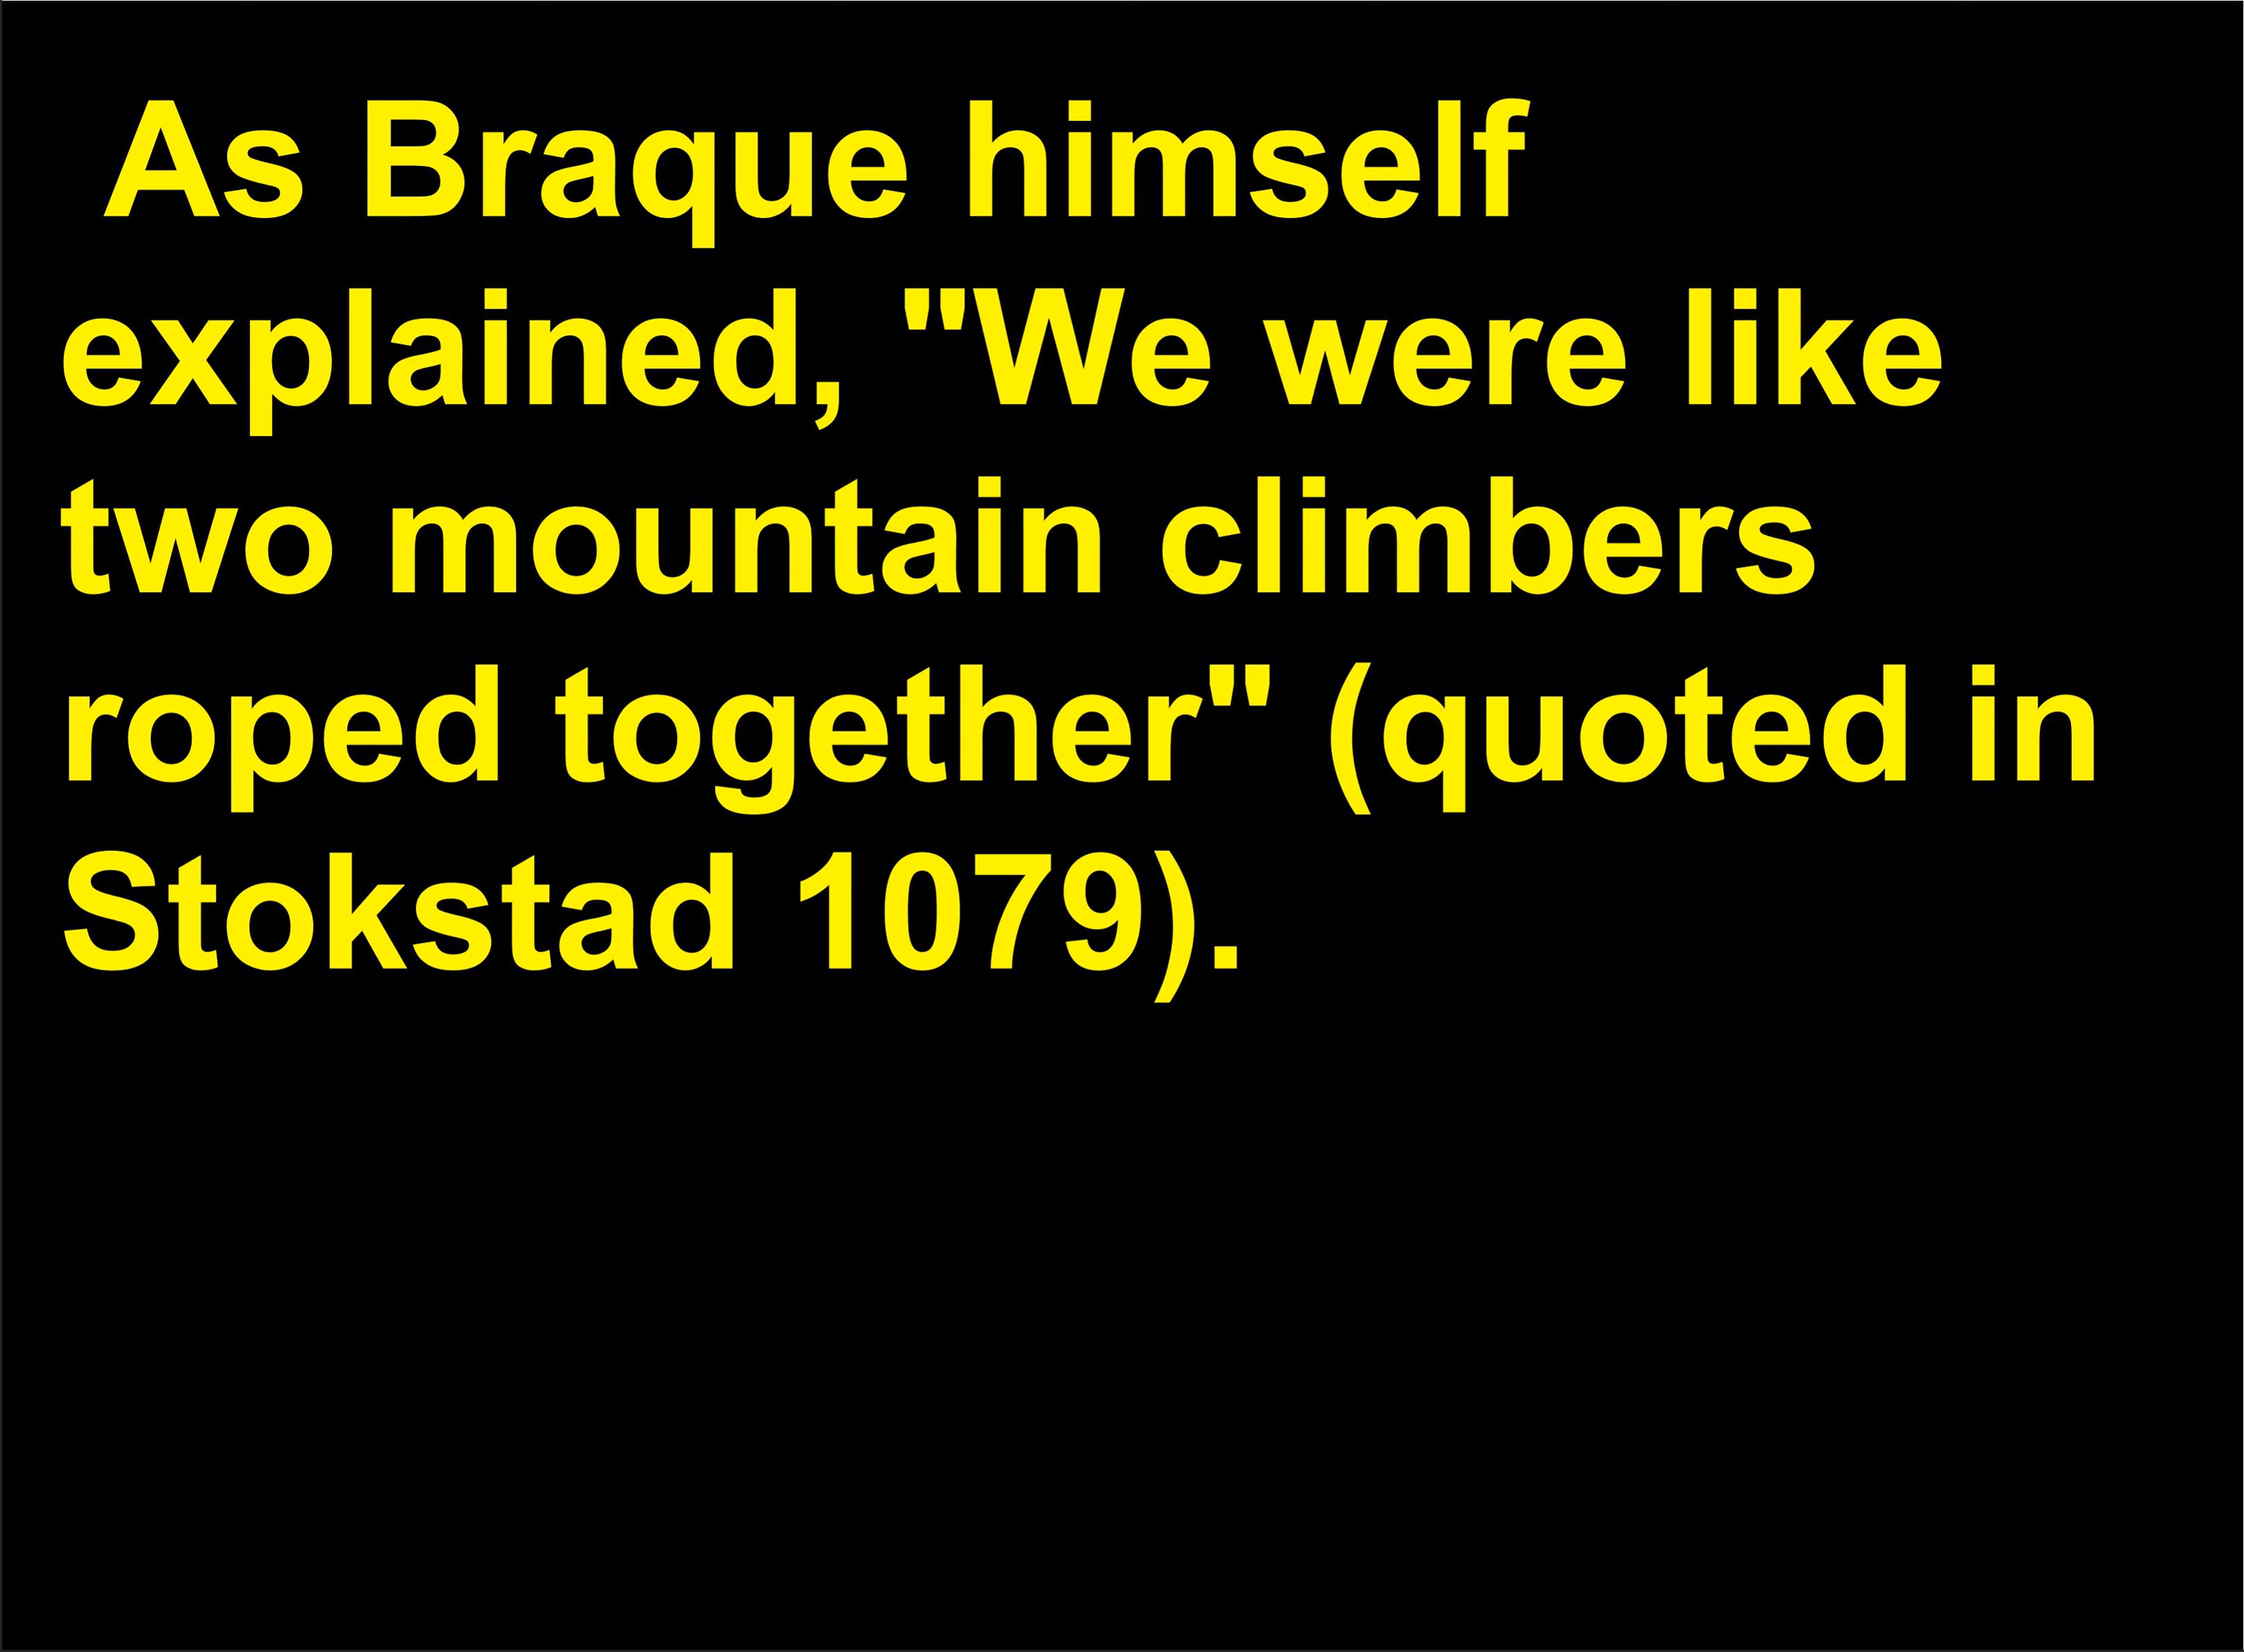 As Braque himself
explained, "We were like
two mountain climbers
roped together" (quoted in
Stokstad 1079).